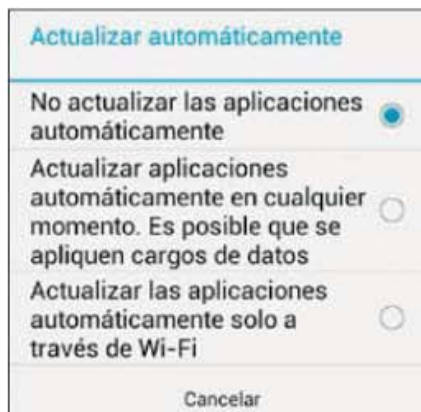 Actualizar automáticamente
No actualizar las aplicaciones
automáticamente
Actualizar aplicaciones
automáticamente en cualquier
momento. Es posible que se
apliquen cargos de datos
Actualizar las aplicaciones
automáticamente solo a
través de Wi-Fi
Cancelar